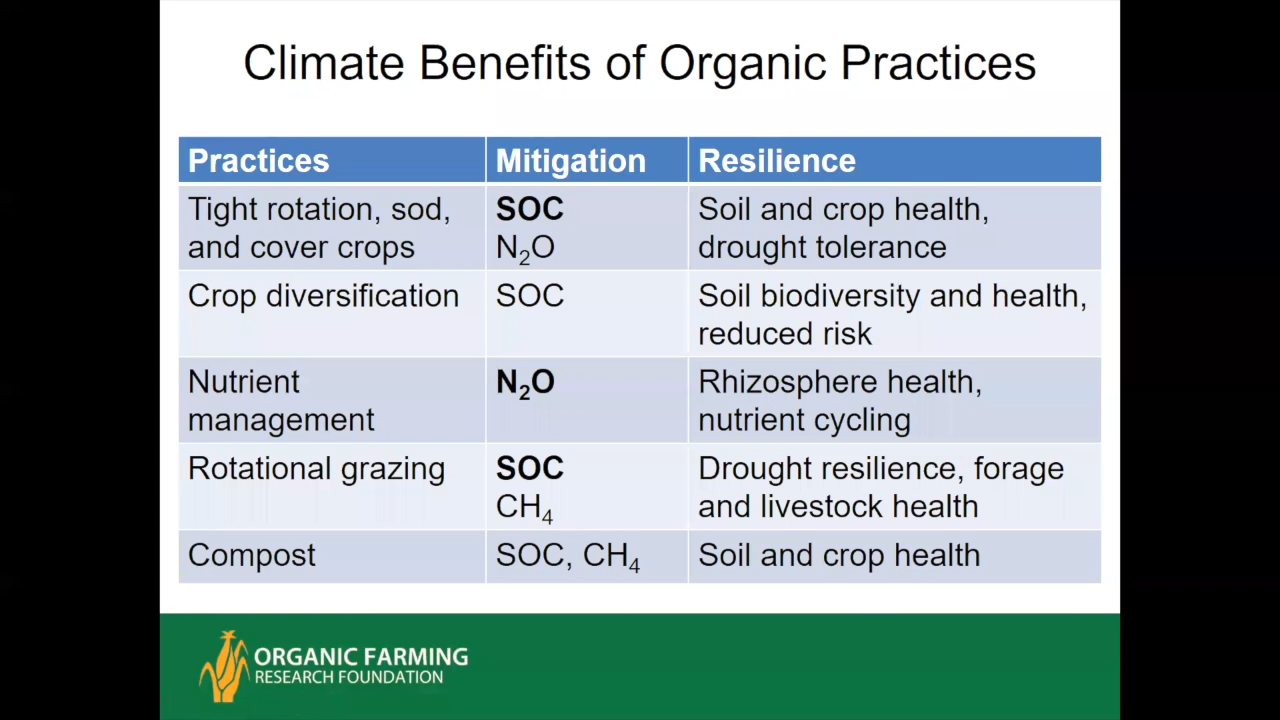 Climate Benefits of Organic Practices
Practices Mitigation Resilience
Tight rotation, sod, and cover crops
SOC
N₂O
Soil and crop health, drought tolerance
Crop diversification
SOC
Soil biodiversity and health, reduced risk
Nutrient management
N₂O
Rhizosphere health, nutrient cycling
Rotational grazing
SOC
CH₄
Drought resilience, forage and livestock health
Compost
SOC, CH₄
Soil and crop health
ORGANIC FARMING
RESEARCH FOUNDATION